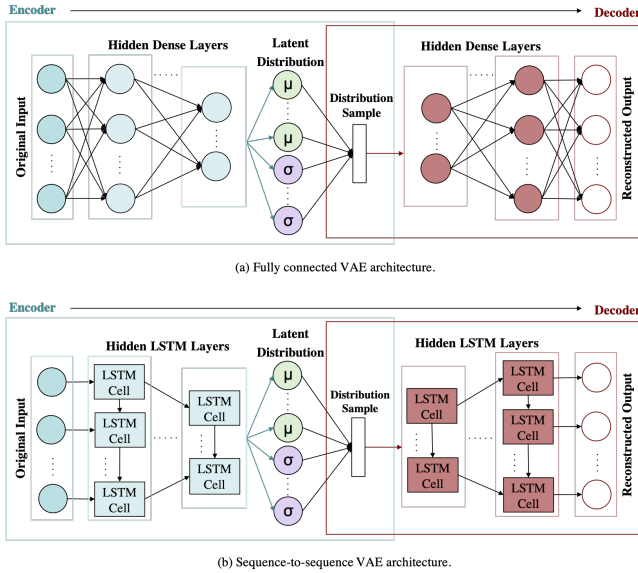 Encoder
Decoder
Hidden Dense Layers
Latent
Distribution
Hidden Dense Layers
Original Input
μ
μ
σ
σ
Distribution
Sample
Reconstructed Output
(a) Fully connected VAE architecture.
Encoder
Decoder
Hidden LSTM Layers
Latent
Distribution
Hidden LSTM Layers
Original Input
LSTM
Cell
LSTM
Cell
LSTM
Cell
LSTM
Cell
LSTM
Cell
μ
μ
σ
σ
Distribution
Sample
LSTM
Cell
LSTM
Cell
LSTM
Cell
LSTM
Cell
LSTM
Cell
Reconstructed Output
(b) Sequence-to-sequence VAE architecture.